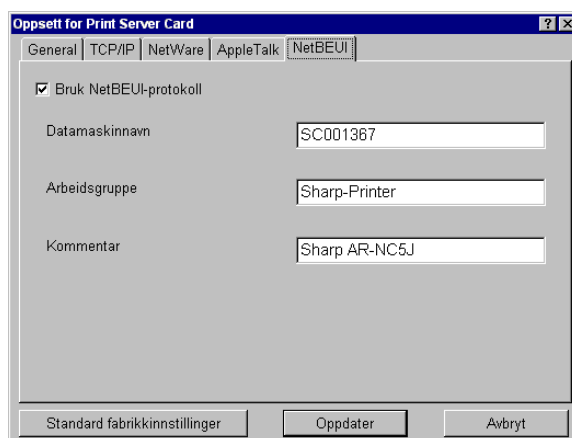 Oppsett for Print Server Card
General TCP/IP NetWare AppleTalk NetBEUI
Bruk NetBEUI-protokoll
Datamaskinnavn SC001367
Arbeidsgruppe Sharp-Printer
Kommentar Sharp AR-NC5J
Standard fabrikkinnstillinger Oppdater Avbryt